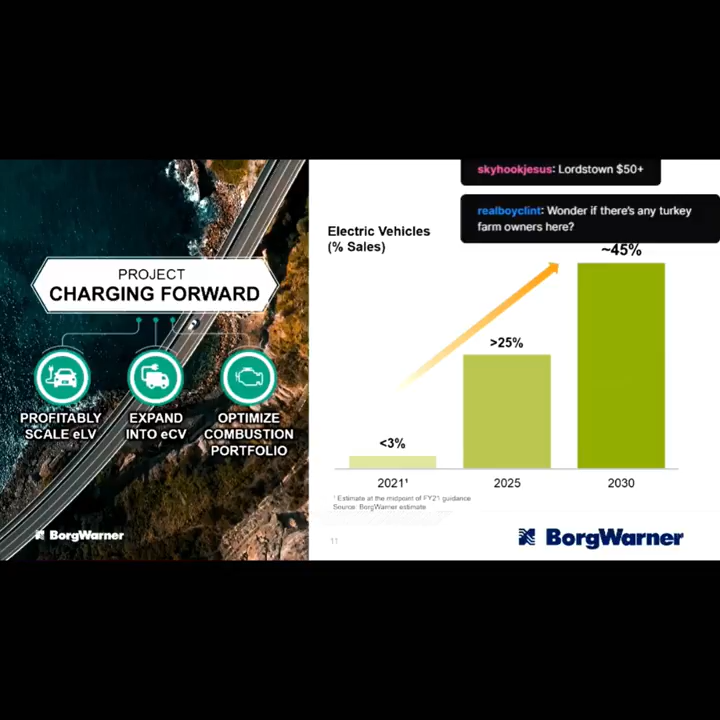 PROJECT
CHARGING FORWARD
PROFITABLY
SCALE eLV
EXPAND
INTO eCV
OPTIMIZE
COMBUSTION
PORTFOLIO
BorgWarner
skyhookjesus: Lordstown $50+
realboyclint: Wonder if there's any turkey
farm owners here?
Electric Vehicles
(% Sales)
~45%
>25%
<3%
2021¹
2025
2030
¹ Estimate at the midpoint of FY21 guidance
Source: BorgWarner estimate
11
BorgWarner